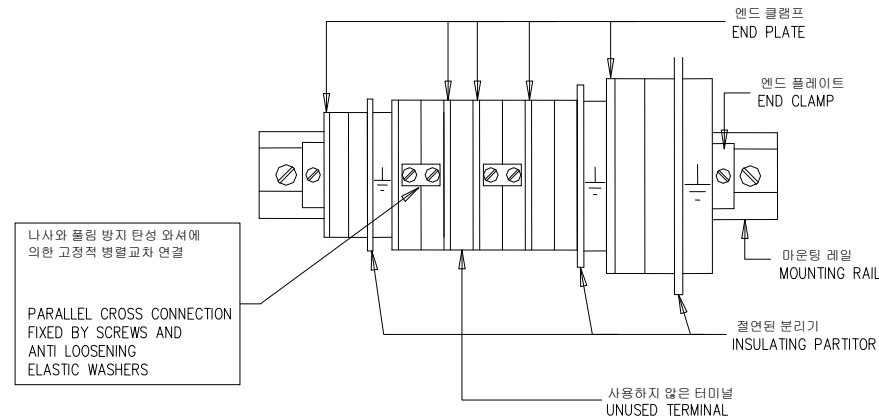 엔드 클램프
END PLATE
엔드 플레이트
END CLAMP
나사와 풀림 방지 탄성 와셔에
의한 고정적 병렬교차 연결
PARALLEL CROSS CONNECTION
FIXED BY SCREWS AND
ANTI LOOSENING
ELASTIC WASHERS
마운팅 레일
MOUNTING RAIL
절연된 분리기
INSULATING PARTITOR
사용하지 않은 터미널
UNUSED TERMINAL